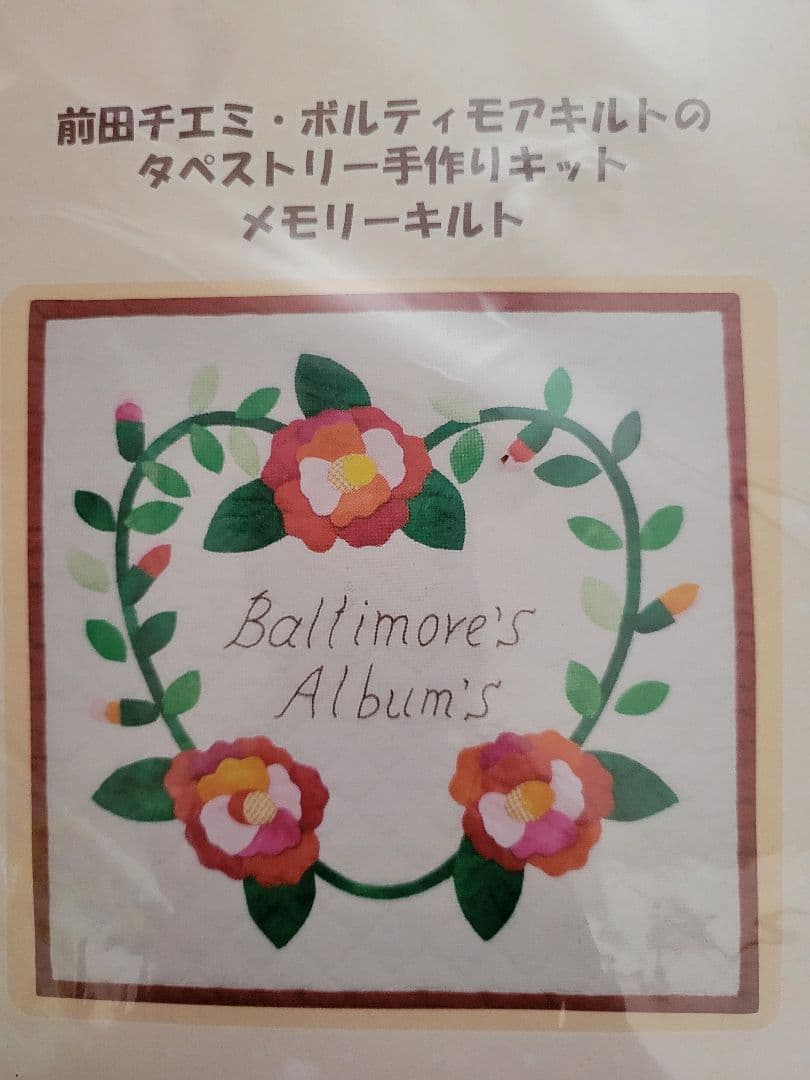 前田チエミ・ボルティモアキルトの
タペストリー手作りキット
メモリーキルト
Baltimore's
Album's